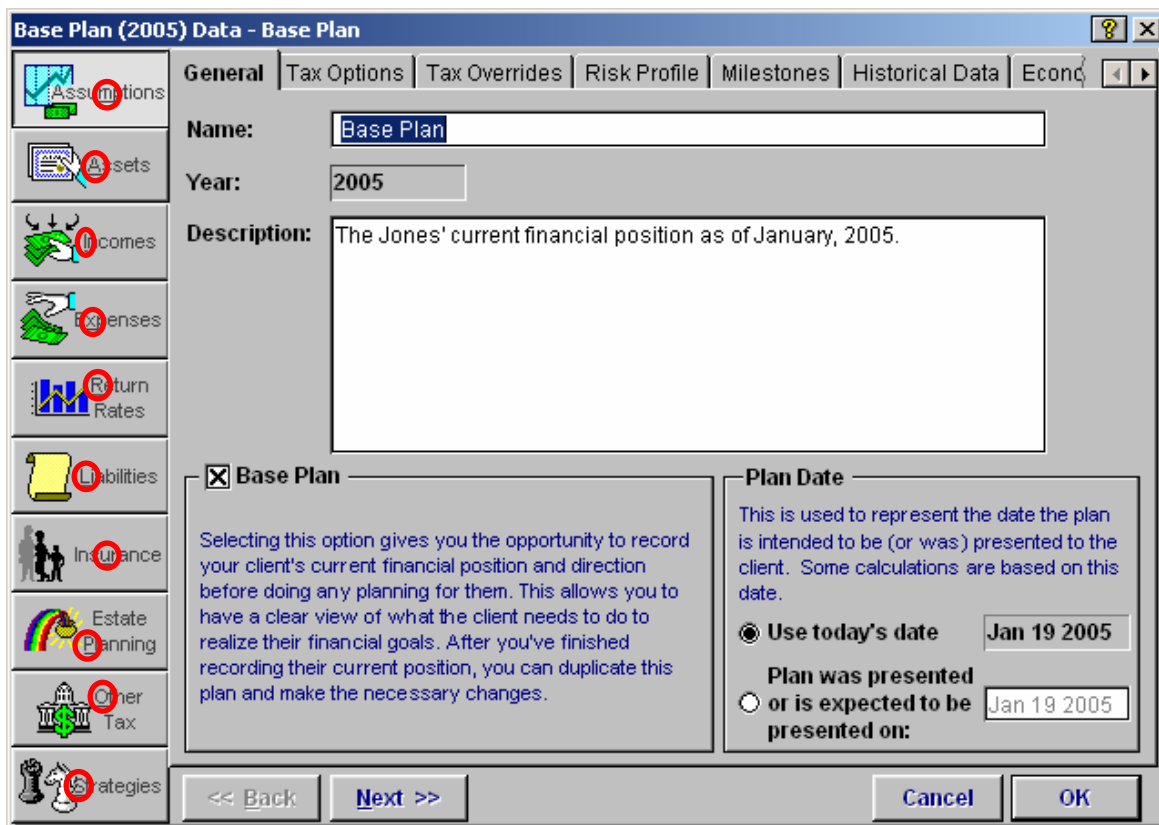 Base Plan (2005) Data - Base Plan
Assumptions
Assets
Incomes
Expenses
Return
Rates
Liabilities
Insurance
Estate
Planning
Other
Tax
Strategies
General Tax Options Tax Overrides Risk Profile Milestones Historical Data Econo
Name: Base Plan
Year: 2005
Description: The Jones' current financial position as of January, 2005.
Base Plan
Selecting this option gives you the opportunity to record
your client's current financial position and direction
before doing any planning for them. This allows you to
have a clear view of what the client needs to do to
realize their financial goals. After you've finished
recording their current position, you can duplicate this
plan and make the necessary changes.
Plan Date
This is used to represent the date the plan
is intended to be (or was) presented to the
client. Some calculations are based on this
date.
Use today's date Jan 19 2005
Plan was presented
or is expected to be Jan 19 2005
presented on:
<< Back Next >> Cancel OK